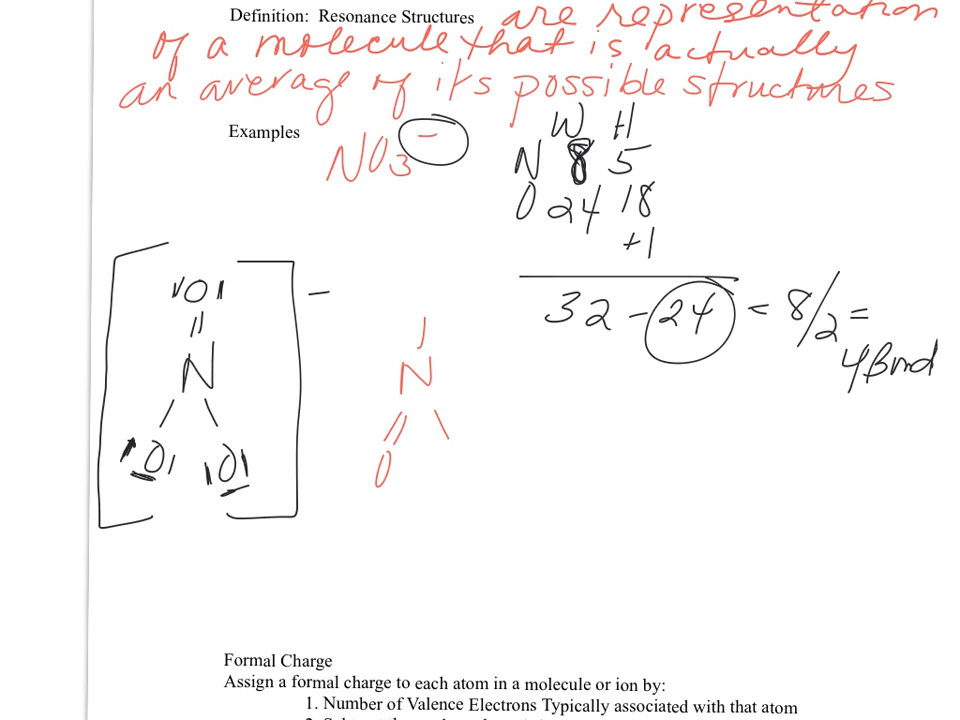 Definition: Resonance Structures are representation
of a molecule that is actually
an average of its possible structures
W H
Examples NO3 - N 8 5
O 24 18
+1
32 - 24 = 8/2 =
4 Bond
O -
N N
O O O
Formal Charge
Assign a formal charge to each atom in a molecule or ion by:
1. Number of Valence Electrons Typically associated with that atom